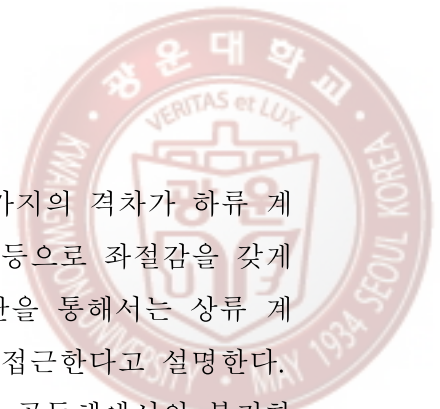 광운대학교
VERITAS et LUX
KWANGWOON UNIVERSITY • MAY 1934 SEOUL KOREA
가지의 격차가 하류 계
등으로 좌절감을 갖게
을 통해서는 상류 계
접근한다고 설명한다.